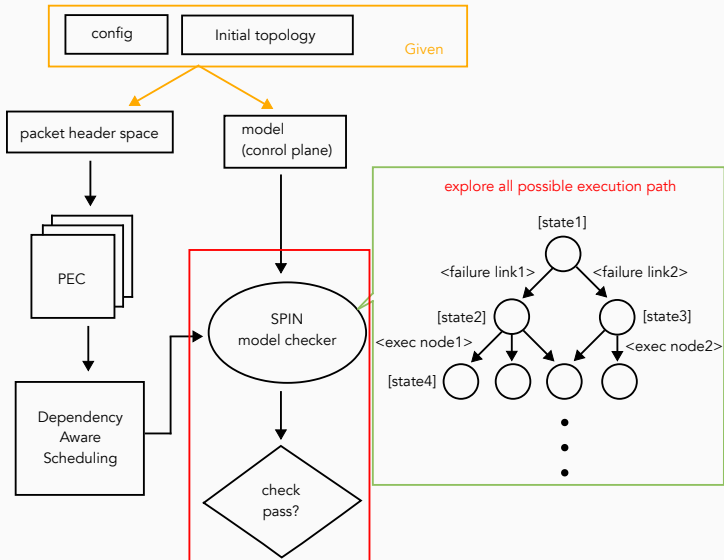 config
Initial topology
Given
packet header space
model
(conrol plane)
explore all possible execution path
[state1]
<failure link1>
<failure link2>
PEC
SPIN
model checker
[state2]
[state3]
<exec node1>
<exec node2>
[state4]
Dependency
Aware
Scheduling
check
pass?